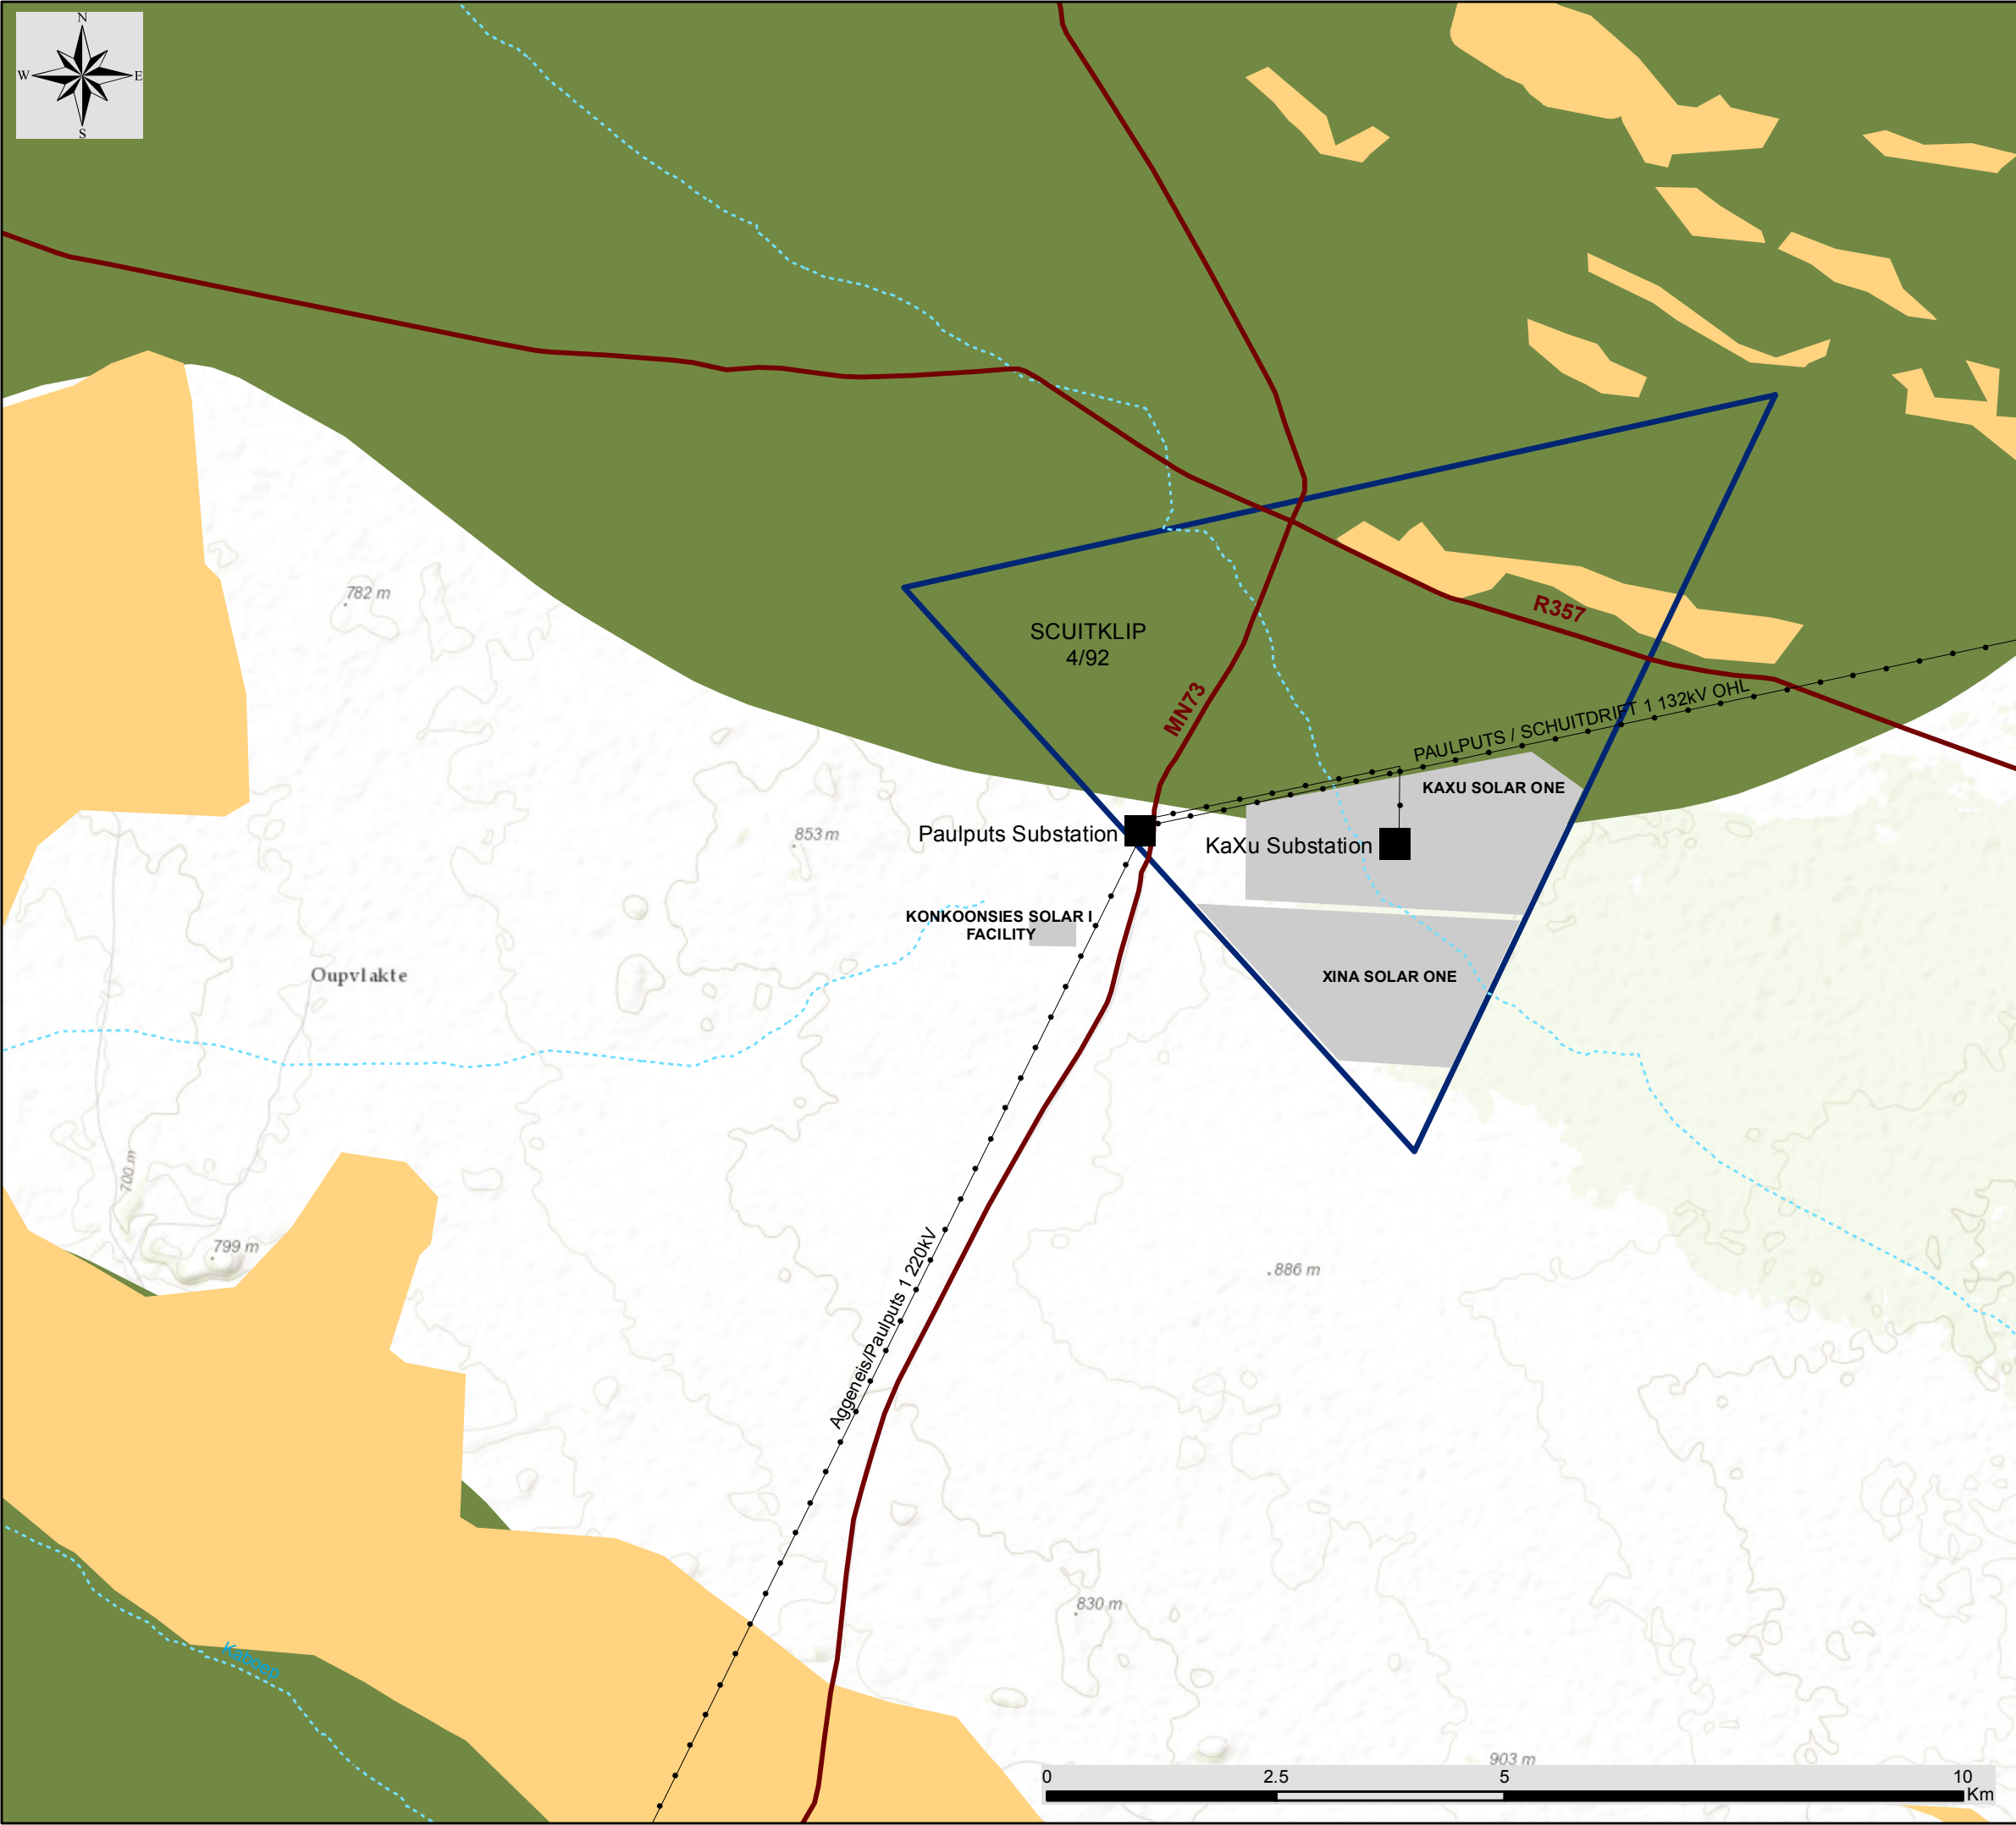 N
W E
S
782 m
SCUITKLIP
4/92
R357
MN73
PAULPUTS / SCHUITDRIFT 1 132kV OHL
KAXU SOLAR ONE
Paulputs Substation
853 m
KaXu Substation
KONKOONSIES SOLAR I
FACILITY
Oupvlakte
XINA SOLAR ONE
700 m
799 m
886 m
Aggeneis/Paulputs 1 220kV
830 m
Kaboep
903 m
0 2.5 5 10
Km